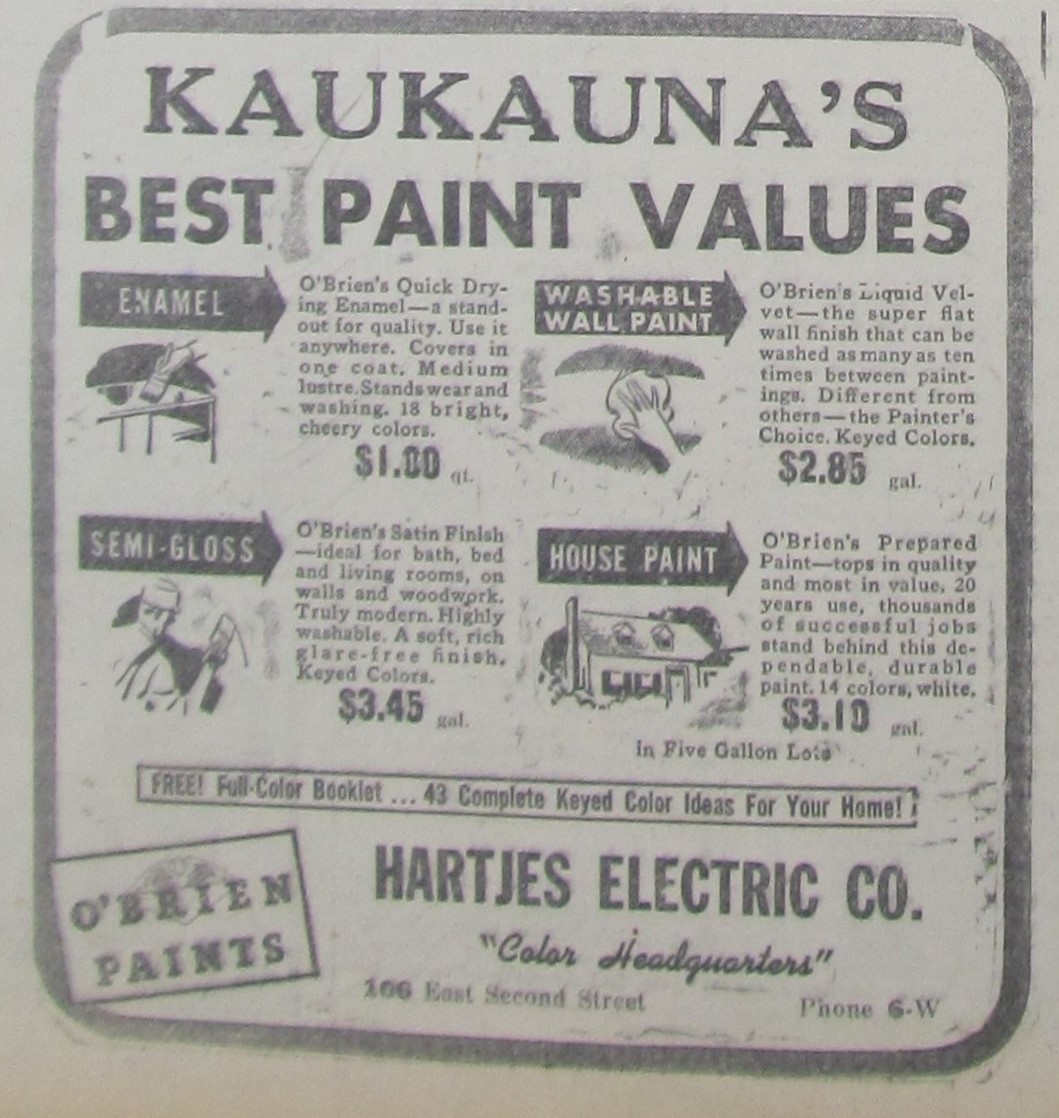 KAUKAUNA'S
BEST PAINT VALUES
ENAMEL
O'Brien's Quick Dry-
ing Enamel—a stand-
out for quality. Use it
anywhere. Covers in
one coat. Medium
lustre. Stands wear and
washing. 18 bright,
cheery colors.
$1.00 qt.
WASHABLE
WALL PAINT
O'Brien's Liquid Vel-
vet—the super flat
wall finish that can be
washed as many as ten
times between paint-
ings. Different from
others—the Painter's
Choice. Keyed Colors.
$2.85 gal.
SEMI-GLOSS
O'Brien's Satin Finish
—ideal for bath, bed
and living rooms, on
walls and woodwork.
Truly modern. Highly
washable. A soft, rich
glare-free finish.
Keyed Colors.
$3.45 gal.
HOUSE PAINT
O'Brien's Prepared
Paint—tops in quality
and most in value, 20
years use, thousands
of successful jobs
stand behind this de-
pendable, durable
paint. 14 colors, white.
$3.10 gal.
in Five Gallon Lots
FREE! Full-Color Booklet ... 43 Complete Keyed Color Ideas For Your Home!
O'BRIEN
PAINTS
HARTJES ELECTRIC CO.
"Color Headquarters"
106 East Second Street Phone 6-W